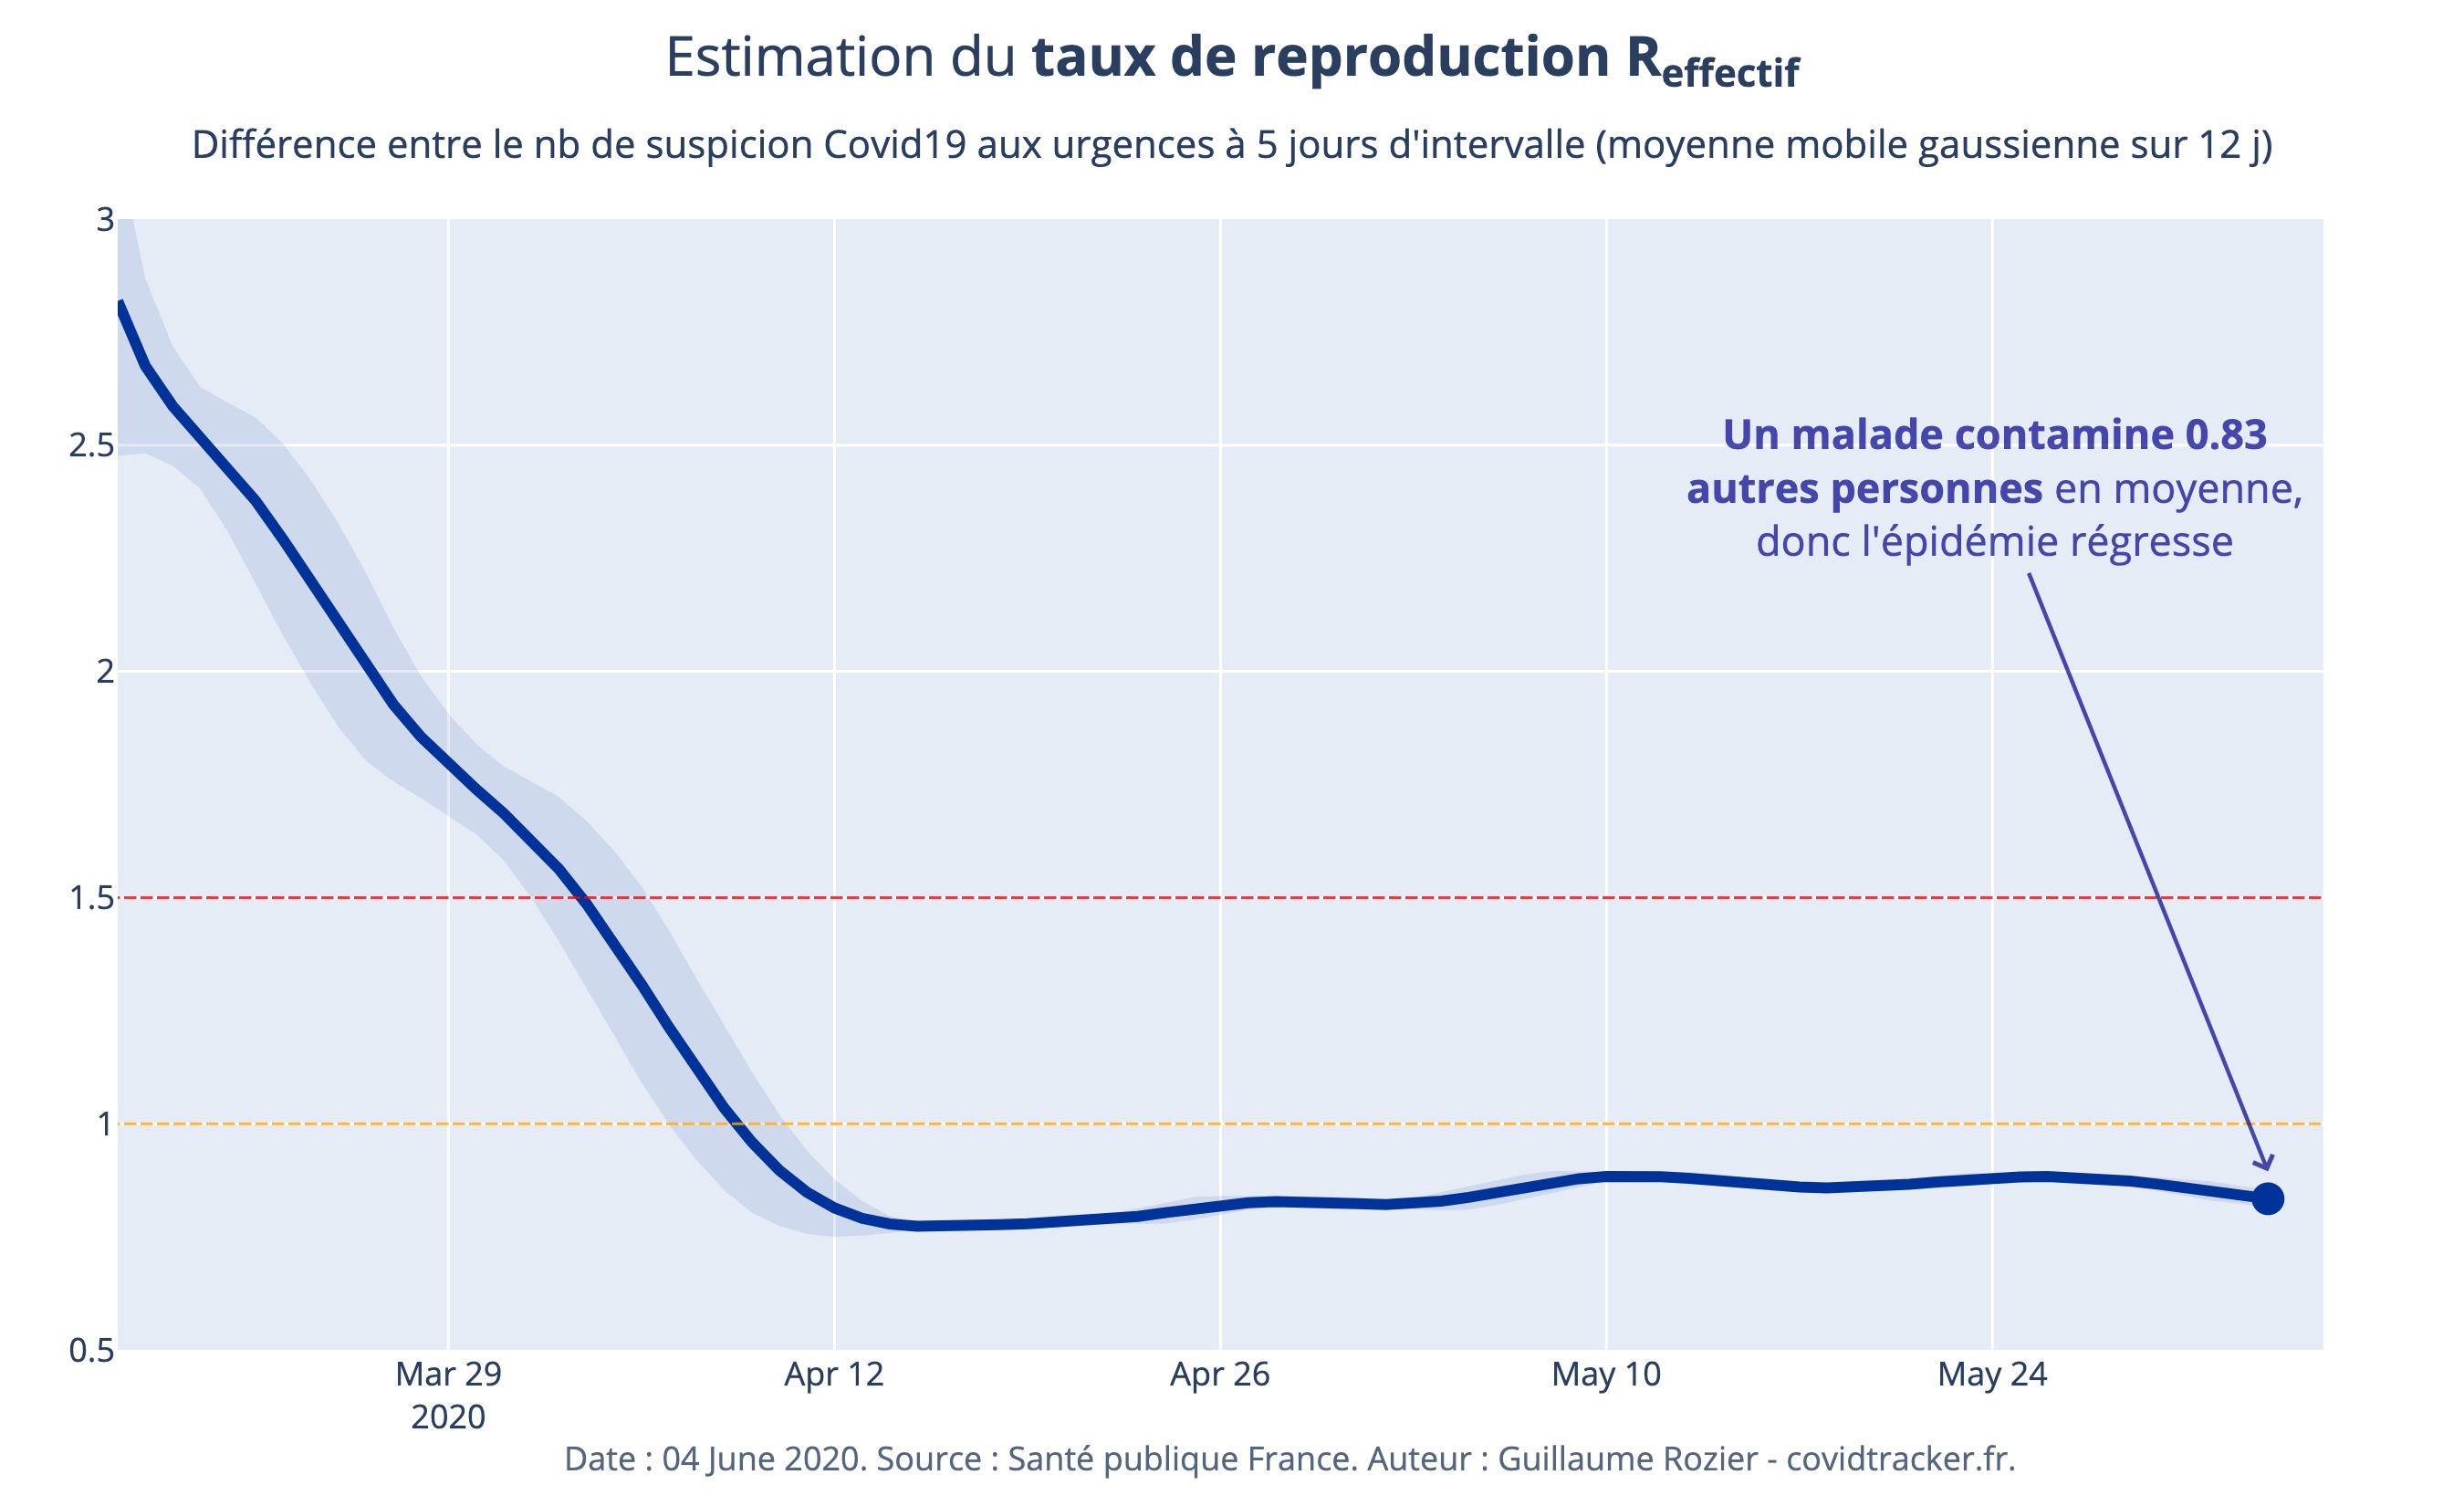 Estimation du taux de reproduction Reffectif
Différence entre le nb de suspicion Covid19 aux urgences à 5 jours d'intervalle (moyenne mobile gaussienne sur 12 j)
3
2.5
2
1.5
1
0.5
Un malade contamine 0.83
autres personnes en moyenne,
donc l'épidémie régresse
Mar 29
2020
Apr 12
Apr 26
May 10
May 24
Date : 04 June 2020. Source : Santé publique France. Auteur : Guillaume Rozier - covidtracker.fr.